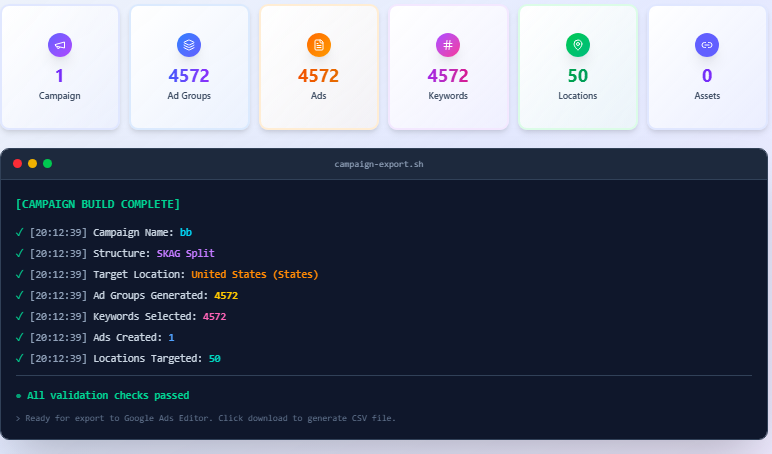 1
Campaign
4572
Ad Groups
4572
Ads
4572
Keywords
50
Locations
0
Assets
campaign-export.sh
[CAMPAIGN BUILD COMPLETE]
✓ [20:12:39] Campaign Name: bb
✓ [20:12:39] Structure: SKAG Split
✓ [20:12:39] Target Location: United States (States)
✓ [20:12:39] Ad Groups Generated: 4572
✓ [20:12:39] Keywords Selected: 4572
✓ [20:12:39] Ads Created: 1
✓ [20:12:39] Locations Targeted: 50
● All validation checks passed
> Ready for export to Google Ads Editor. Click download to generate CSV file.